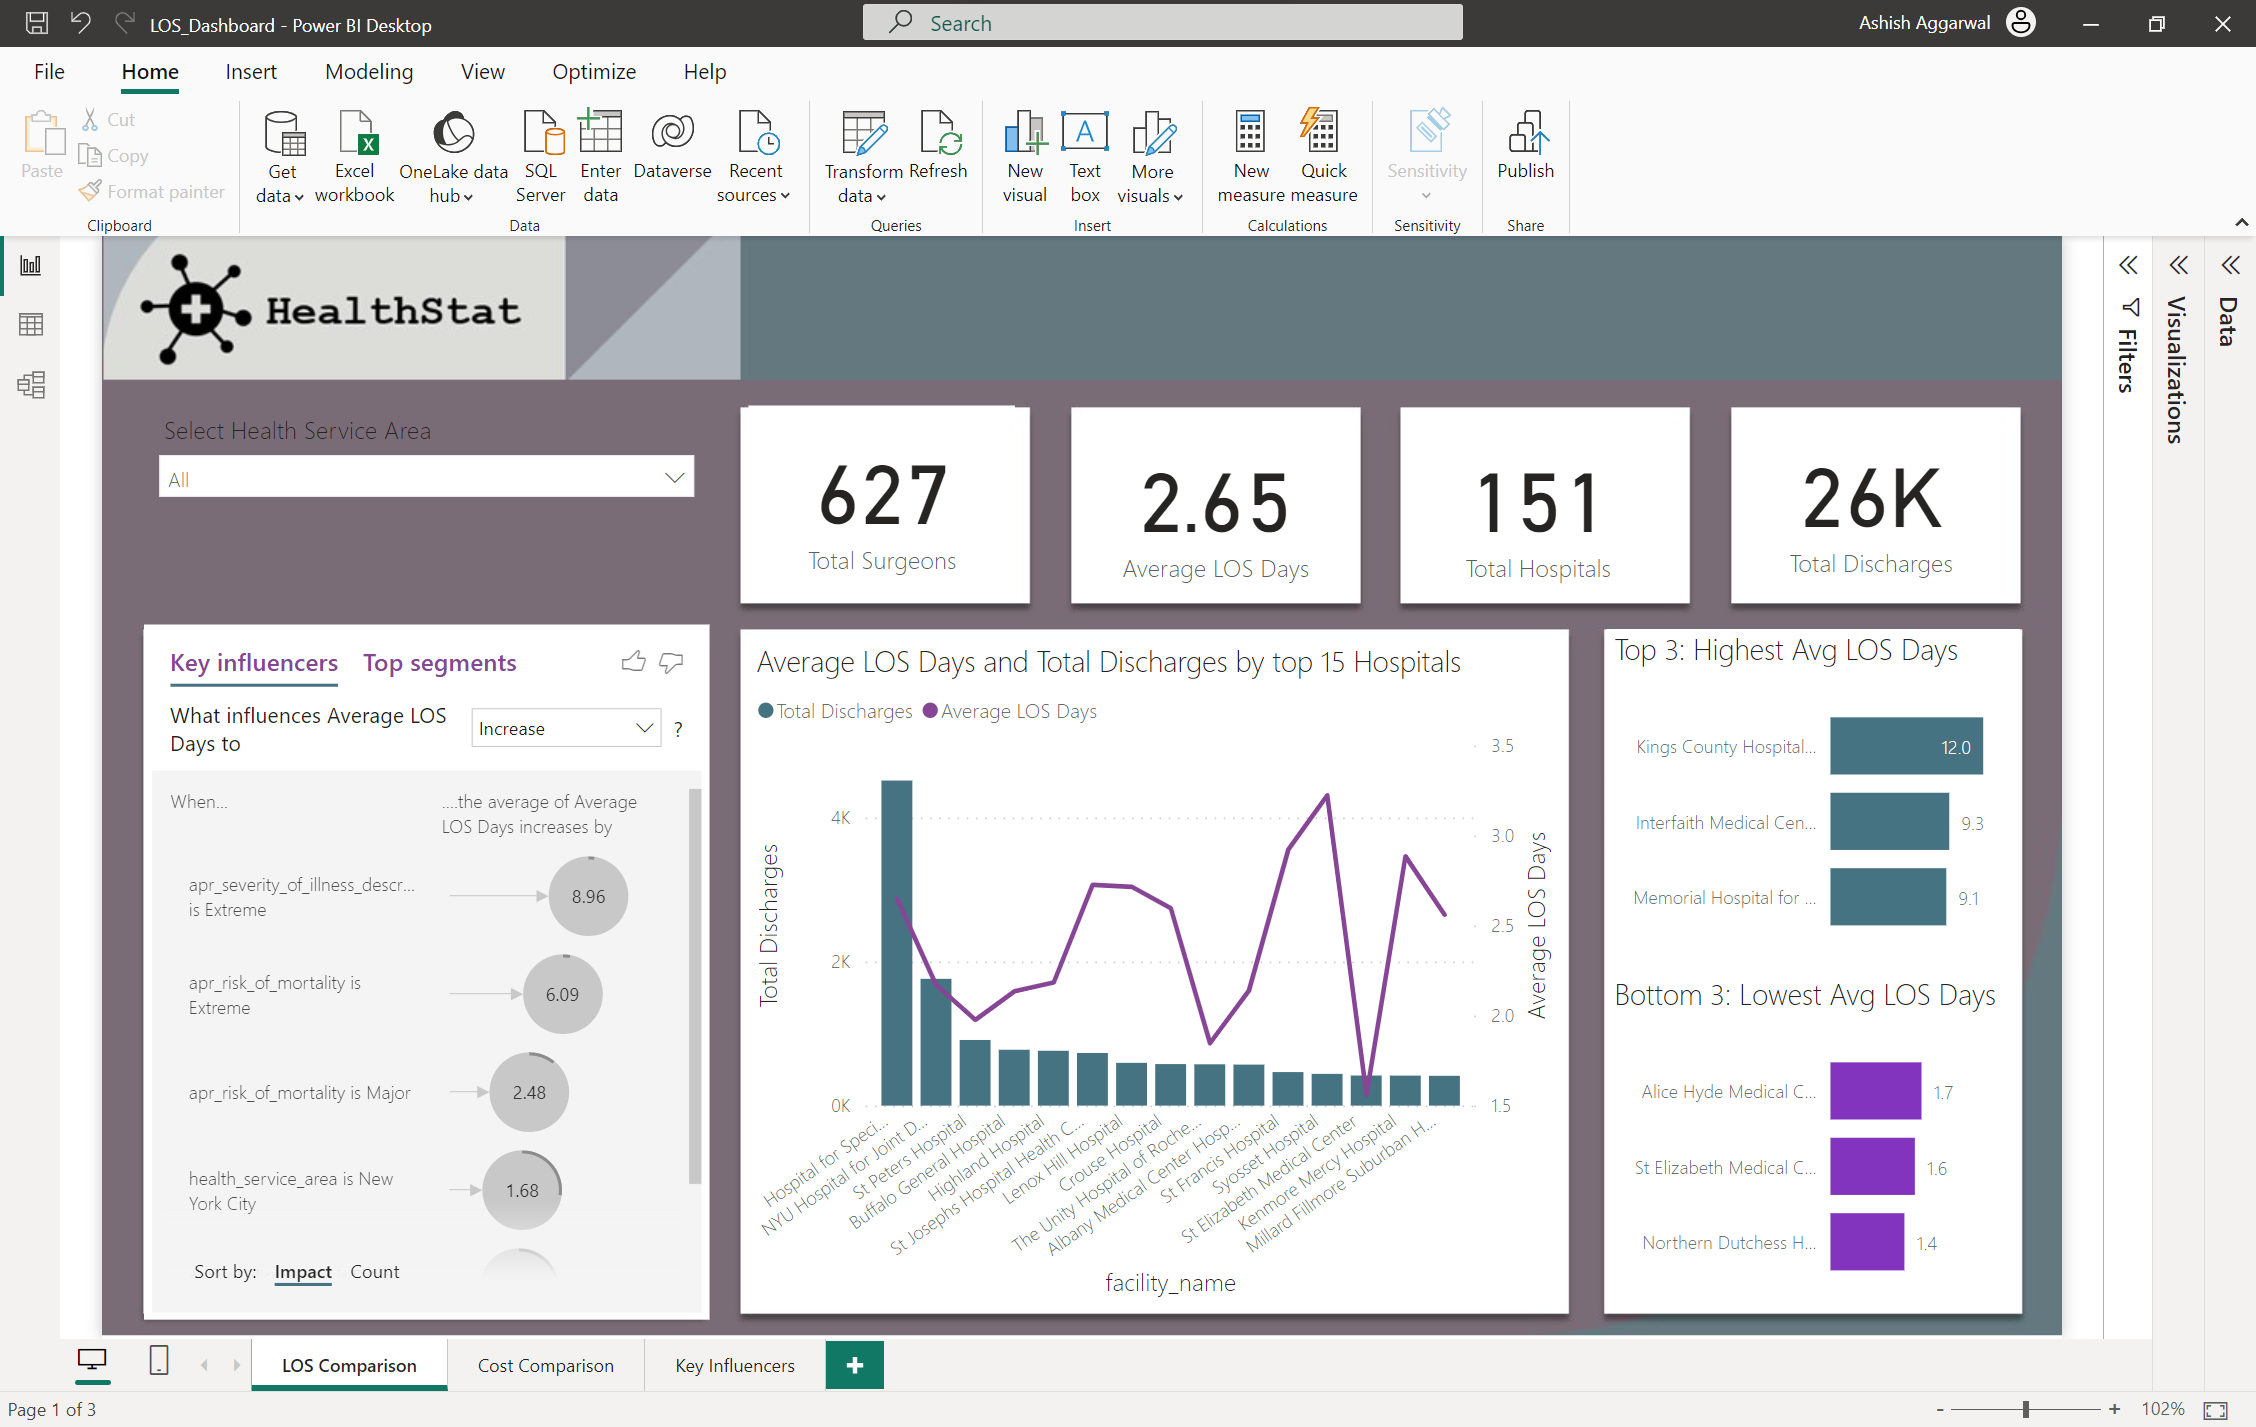 LOS_Dashboard - Power BI Desktop
Search
Ashish Aggarwal
File Home Insert Modeling View Optimize Help
Paste
Cut
Copy
Format painter
Clipboard
Get data
Excel workbook
OneLake data hub
SQL Server
Enter data
Dataverse
Recent sources
Data
Transform data
Refresh
Queries
New visual
A
Text box
More visuals
Insert
New measure
Quick measure
Calculations
Sensitivity
Sensitivity
Publish
Share
HealthStat
Filters
Visualizations
Data
Select Health Service Area
All
627
Total Surgeons
2.65
Average LOS Days
151
Total Hospitals
26K
Total Discharges
Key influencers Top segments
What influences Average LOS
Days to
Increase
?
When...
....the average of Average
LOS Days increases by
apr_severity_of_illness_descr...
is Extreme
8.96
apr_risk_of_mortality is
Extreme
6.09
apr_risk_of_mortality is Major
2.48
health_service_area is New
York City
1.68
Sort by: Impact Count
Average LOS Days and Total Discharges by top 15 Hospitals
Total Discharges Average LOS Days
Total Discharges
4K
2K
0K
3.5
3.0
2.5
2.0
1.5
Average LOS Days
Hospital for Speci...
NYU Hospital for Joint D...
St Peters Hospital
Buffalo General Hospital
Highland Hospital
St Josephs Hospital Health C...
Lenox Hill Hospital
Crouse Hospital
The Unity Hospital of Roche...
Albany Medical Center Hosp...
St Francis Hospital
Syosset Hospital
St Elizabeth Medical Center
Kenmore Mercy Hospital
Millard Fillmore Suburban H...
facility_name
Top 3: Highest Avg LOS Days
Kings County Hospital... 12.0
Interfaith Medical Cen... 9.3
Memorial Hospital for ... 9.1
Bottom 3: Lowest Avg LOS Days
Alice Hyde Medical C... 1.7
St Elizabeth Medical C... 1.6
Northern Dutchess H... 1.4
LOS Comparison Cost Comparison Key Influencers +
Page 1 of 3
- + 102%